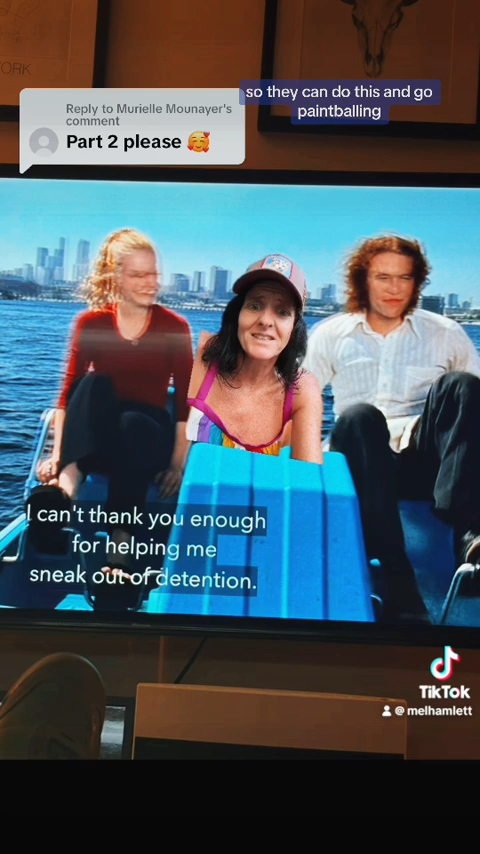 ORK
so they can do this and go
paintballing
Reply to Murielle Mounayer's
comment
Part 2 please 🥰
I can't thank you enough
for helping me
sneak out of detention.
TikTok
@melhamlett